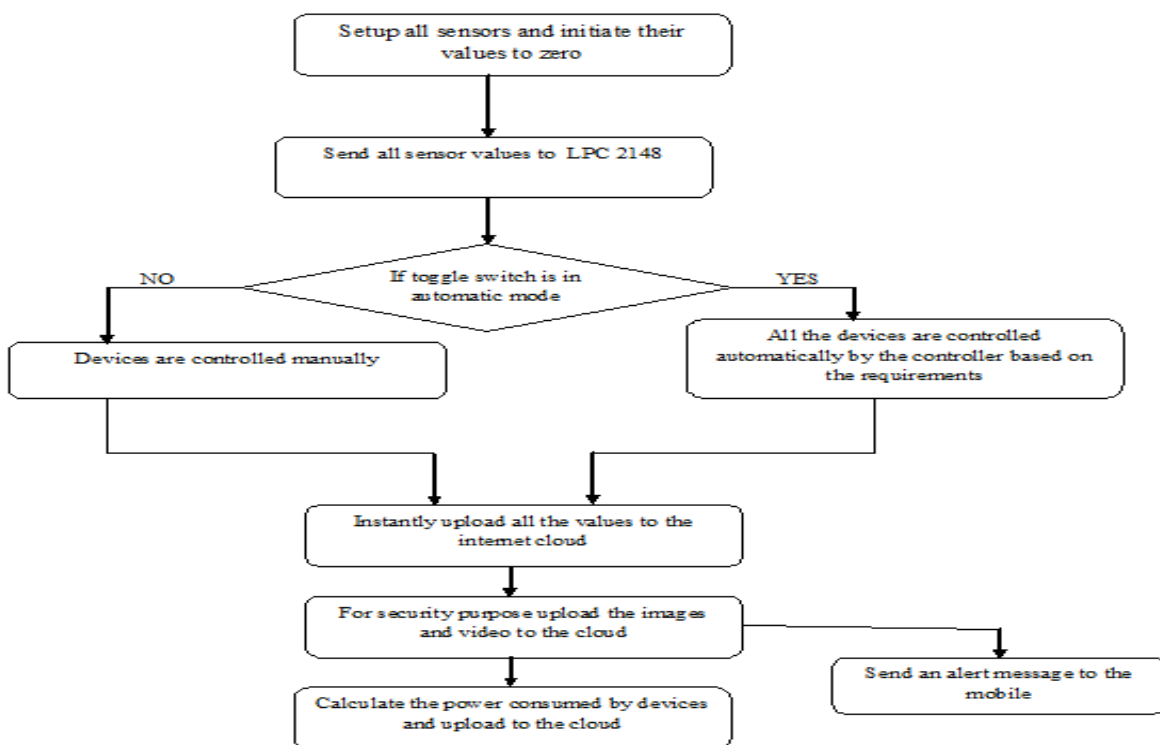 Setup all sensors and initiate their
values to zero
Send all sensor values to LPC 2148
If toggle switch is in
automatic mode
NO
YES
Devices are controlled manually
All the devices are controlled
automatically by the controller based on
the requirements
Instantly upload all the values to the
internet cloud
For security purpose upload the images
and video to the cloud
Send an alert message to the
mobile
Calculate the power consumed by devices
and upload to the cloud